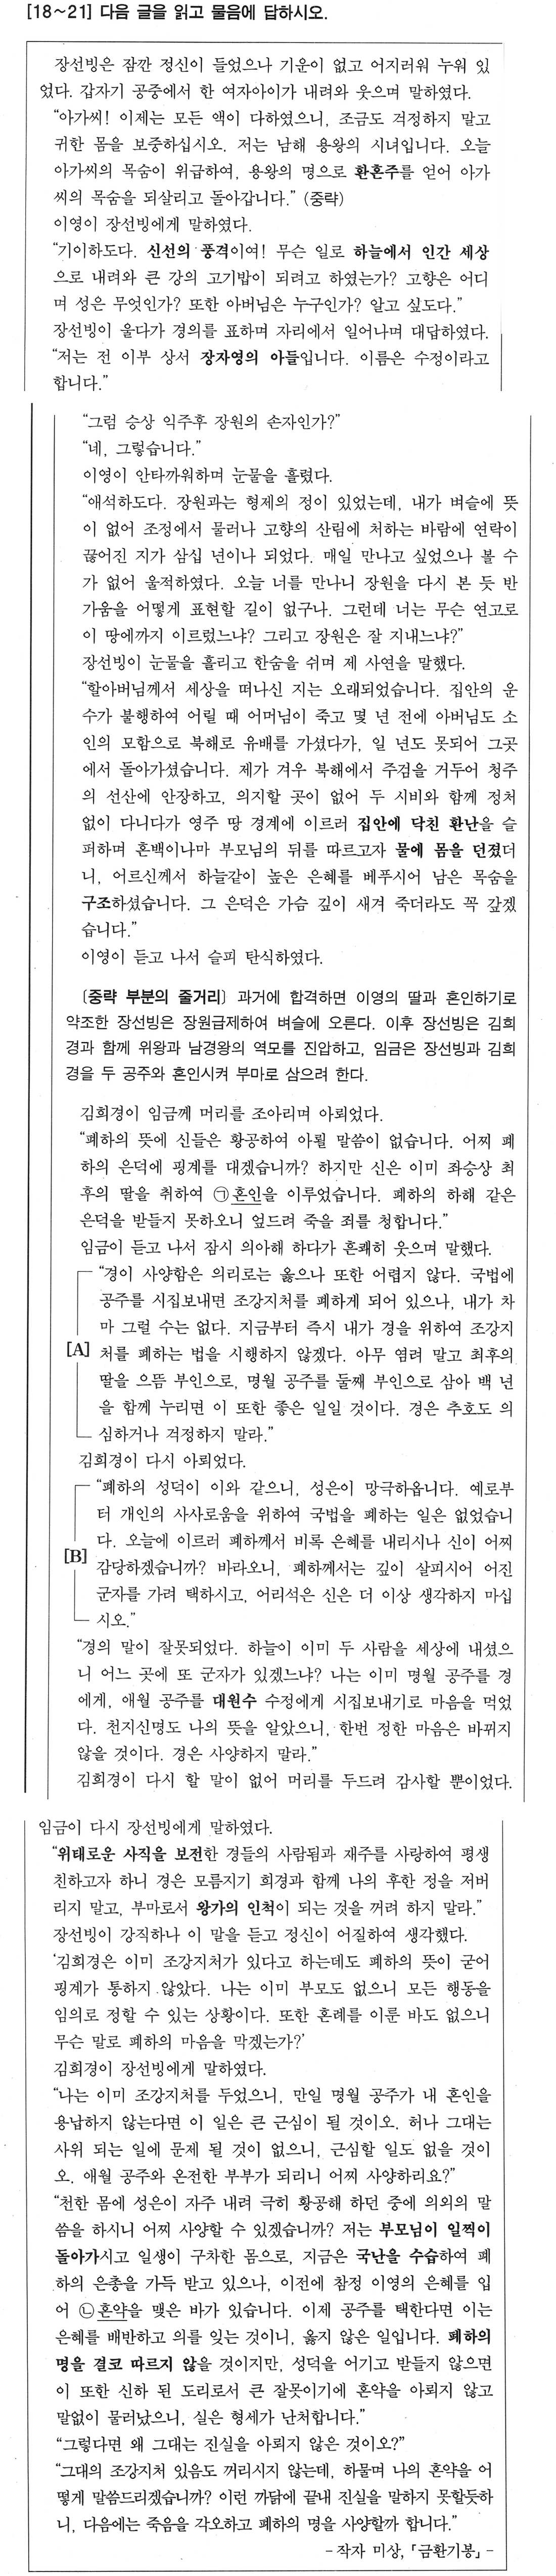 [18~21] 다음 글을 읽고 물음에 답하시오.
장선빙은 잠깐 정신이 들었으나 기운이 없고 어지러워 누워 있
었다. 갑자기 공중에서 한 여자아이가 내려와 웃으며 말하였다.
“아가씨! 이제는 모든 액이 다하였으니, 조금도 걱정하지 말고
귀한 몸을 보중하십시오. 저는 남해 용왕의 시녀입니다. 오늘
아가씨의 목숨이 위급하여, 용왕의 명으로 환혼주를 얻어 아가
씨의 목숨을 되살리고 돌아갑니다.” (중략)
이영이 장선빙에게 말하였다.
“기이하도다. 신선의 풍격이여! 무슨 일로 하늘에서 인간 세상
으로 내려와 큰 강의 고기밥이 되려고 하였는가? 고향은 어디
며 성은 무엇인가? 또한 아버님은 누구인가? 알고 싶도다.”
장선빙이 울다가 경의를 표하며 자리에서 일어나며 대답하였다.
“저는 전 이부 상서 장자영의 아들입니다. 이름은 수정이라고
합니다.”
“그럼 승상 익주후 장원의 손자인가?”
“네, 그렇습니다.”
이영이 안타까워하며 눈물을 흘렸다.
“애석하도다. 장원과는 형제의 정이 있었는데, 내가 벼슬에 뜻
이 없어 조정에서 물러나 고향의 산림에 처하는 바람에 연락이
끊어진 지가 삼십 년이나 되었다. 매일 만나고 싶었으나 볼 수
가 없어 울적하였다. 오늘 너를 만나니 장원을 다시 본 듯 반
가움을 어떻게 표현할 길이 없구나. 그런데 너는 무슨 연고로
이 땅에까지 이르렀느냐? 그리고 장원은 잘 지내느냐?”
장선빙이 눈물을 흘리고 한숨을 쉬며 제 사연을 말했다.
“할아버님께서 세상을 떠나신 지는 오래되었습니다. 집안의 운
수가 불행하여 어릴 때 어머님이 죽고 몇 년 전에 아버님도 소
인의 모함으로 북해로 유배를 가셨다가, 일 년도 못되어 그곳
에서 돌아가셨습니다. 제가 겨우 북해에서 주검을 거두어 청주
의 선산에 안장하고, 의지할 곳이 없어 두 시비와 함께 정처
없이 다니다가 영주 땅 경계에 이르러 집안에 닥친 환난을 슬
퍼하며 혼백이나마 부모님의 뒤를 따르고자 물에 몸을 던졌더
니, 어르신께서 하늘같이 높은 은혜를 베푸시어 남은 목숨을
구조하셨습니다. 그 은덕은 가슴 깊이 새겨 죽더라도 꼭 갚겠
습니다.”
이영이 듣고 나서 슬피 탄식하였다.
[중략 부분의 줄거리] 과거에 합격하면 이영의 딸과 혼인하기로
약조한 장선빙은 장원급제하여 벼슬에 오른다. 이후 장선빙은 김희
경과 함께 위왕과 남경왕의 역모를 진압하고, 임금은 장선빙과 김희
경을 두 공주와 혼인시켜 부마로 삼으려 한다.
김희경이 임금께 머리를 조아리며 아뢰었다.
“폐하의 뜻에 신들은 황공하여 아뢸 말씀이 없습니다. 어찌 폐
하의 은덕에 핑계를 대겠습니까? 하지만 신은 이미 좌승상 최
후의 딸을 취하여 ㉠혼인을 이루었습니다. 폐하의 하해 같은
은덕을 받들지 못하오니 엎드려 죽을 죄를 청합니다.”
임금이 듣고 나서 잠시 의아해 하다가 흔쾌히 웃으며 말했다.
“경이 사양함은 의리로는 옳으나 또한 어렵지 않다. 국법에
공주를 시집보내면 조강지처를 폐하게 되어 있으나, 내가 차
마 그럴 수는 없다. 지금부터 즉시 내가 경을 위하여 조강지
[A] 처를 폐하는 법을 시행하지 않겠다. 아무 염려 말고 최후의
딸을 으뜸 부인으로, 명월 공주를 둘째 부인으로 삼아 백 년
을 함께 누리면 이 또한 좋은 일일 것이다. 경은 추호도 의
심하거나 걱정하지 말라.”
김희경이 다시 아뢰었다.
“폐하의 성덕이 이와 같으니, 성은이 망극하옵니다. 예로부
터 개인의 사사로움을 위하여 국법을 폐하는 일은 없었습니
다. 오늘에 이르러 폐하께서 비록 은혜를 내리시나 신이 어찌
[B] 감당하겠습니까? 바라오니, 폐하께서는 깊이 살피시어 어진
군자를 가려 택하시고, 어리석은 신은 더 이상 생각하지 마십
시오.”
“경의 말이 잘못되었다. 하늘이 이미 두 사람을 세상에 내셨으
니 어느 곳에 또 군자가 있겠느냐? 나는 이미 명월 공주를 경
에게, 애월 공주를 대원수 수정에게 시집보내기로 마음을 먹었
다. 천지신명도 나의 뜻을 알았으니, 한번 정한 마음은 바뀌지
않을 것이다. 경은 사양하지 말라.”
김희경이 다시 할 말이 없어 머리를 두드려 감사할 뿐이었다.
임금이 다시 장선빙에게 말하였다.
“위태로운 사직을 보전한 경들의 사람됨과 재주를 사랑하여 평생
친하고자 하니 경은 모름지기 희경과 함께 나의 후한 정을 저버
리지 말고, 부마로서 왕가의 인척이 되는 것을 꺼려 하지 말라.”
장선빙이 강직하나 이 말을 듣고 정신이 어질하여 생각했다.
‘김희경은 이미 조강지처가 있다고 하는데도 폐하의 뜻이 굳어
핑계가 통하지 않았다. 나는 이미 부모도 없으니 모든 행동을
임의로 정할 수 있는 상황이다. 또한 혼례를 이룬 바도 없으니
무슨 말로 폐하의 마음을 막겠는가?’
김희경이 장선빙에게 말하였다.
“나는 이미 조강지처를 두었으니, 만일 명월 공주가 내 혼인을
용납하지 않는다면 이 일은 큰 근심이 될 것이오. 허나 그대는
사위 되는 일에 문제 될 것이 없으니, 근심할 일도 없을 것이
오. 애월 공주와 온전한 부부가 되리니 어찌 사양하리요?”
“천한 몸에 성은이 자주 내려 극히 황공해 하던 중에 의외의 말
씀을 하시니 어찌 사양할 수 있겠습니까? 저는 부모님이 일찍이
돌아가시고 일생이 구차한 몸으로, 지금은 국난을 수습하여 폐
하의 은총을 가득 받고 있으나, 이전에 참정 이영의 은혜를 입
어 ㉡혼약을 맺은 바가 있습니다. 이제 공주를 택한다면 이는
은혜를 배반하고 의를 잊는 것이니, 옳지 않은 일입니다. 폐하의
명을 결코 따르지 않을 것이지만, 성덕을 어기고 받들지 않으면
이 또한 신하 된 도리로서 큰 잘못이기에 혼약을 아뢰지 않고
말없이 물러났으니, 실은 형세가 난처합니다.”
“그렇다면 왜 그대는 진실을 아뢰지 않은 것이오?”
“그대의 조강지처 있음도 꺼리시지 않는데, 하물며 나의 혼약을 어
떻게 말씀드리겠습니까? 이런 까닭에 끝내 진실을 말하지 못할듯하
니, 다음에는 죽음을 각오하고 폐하의 명을 사양할까 합니다.”
- 작자 미상, 「금환기봉」 -